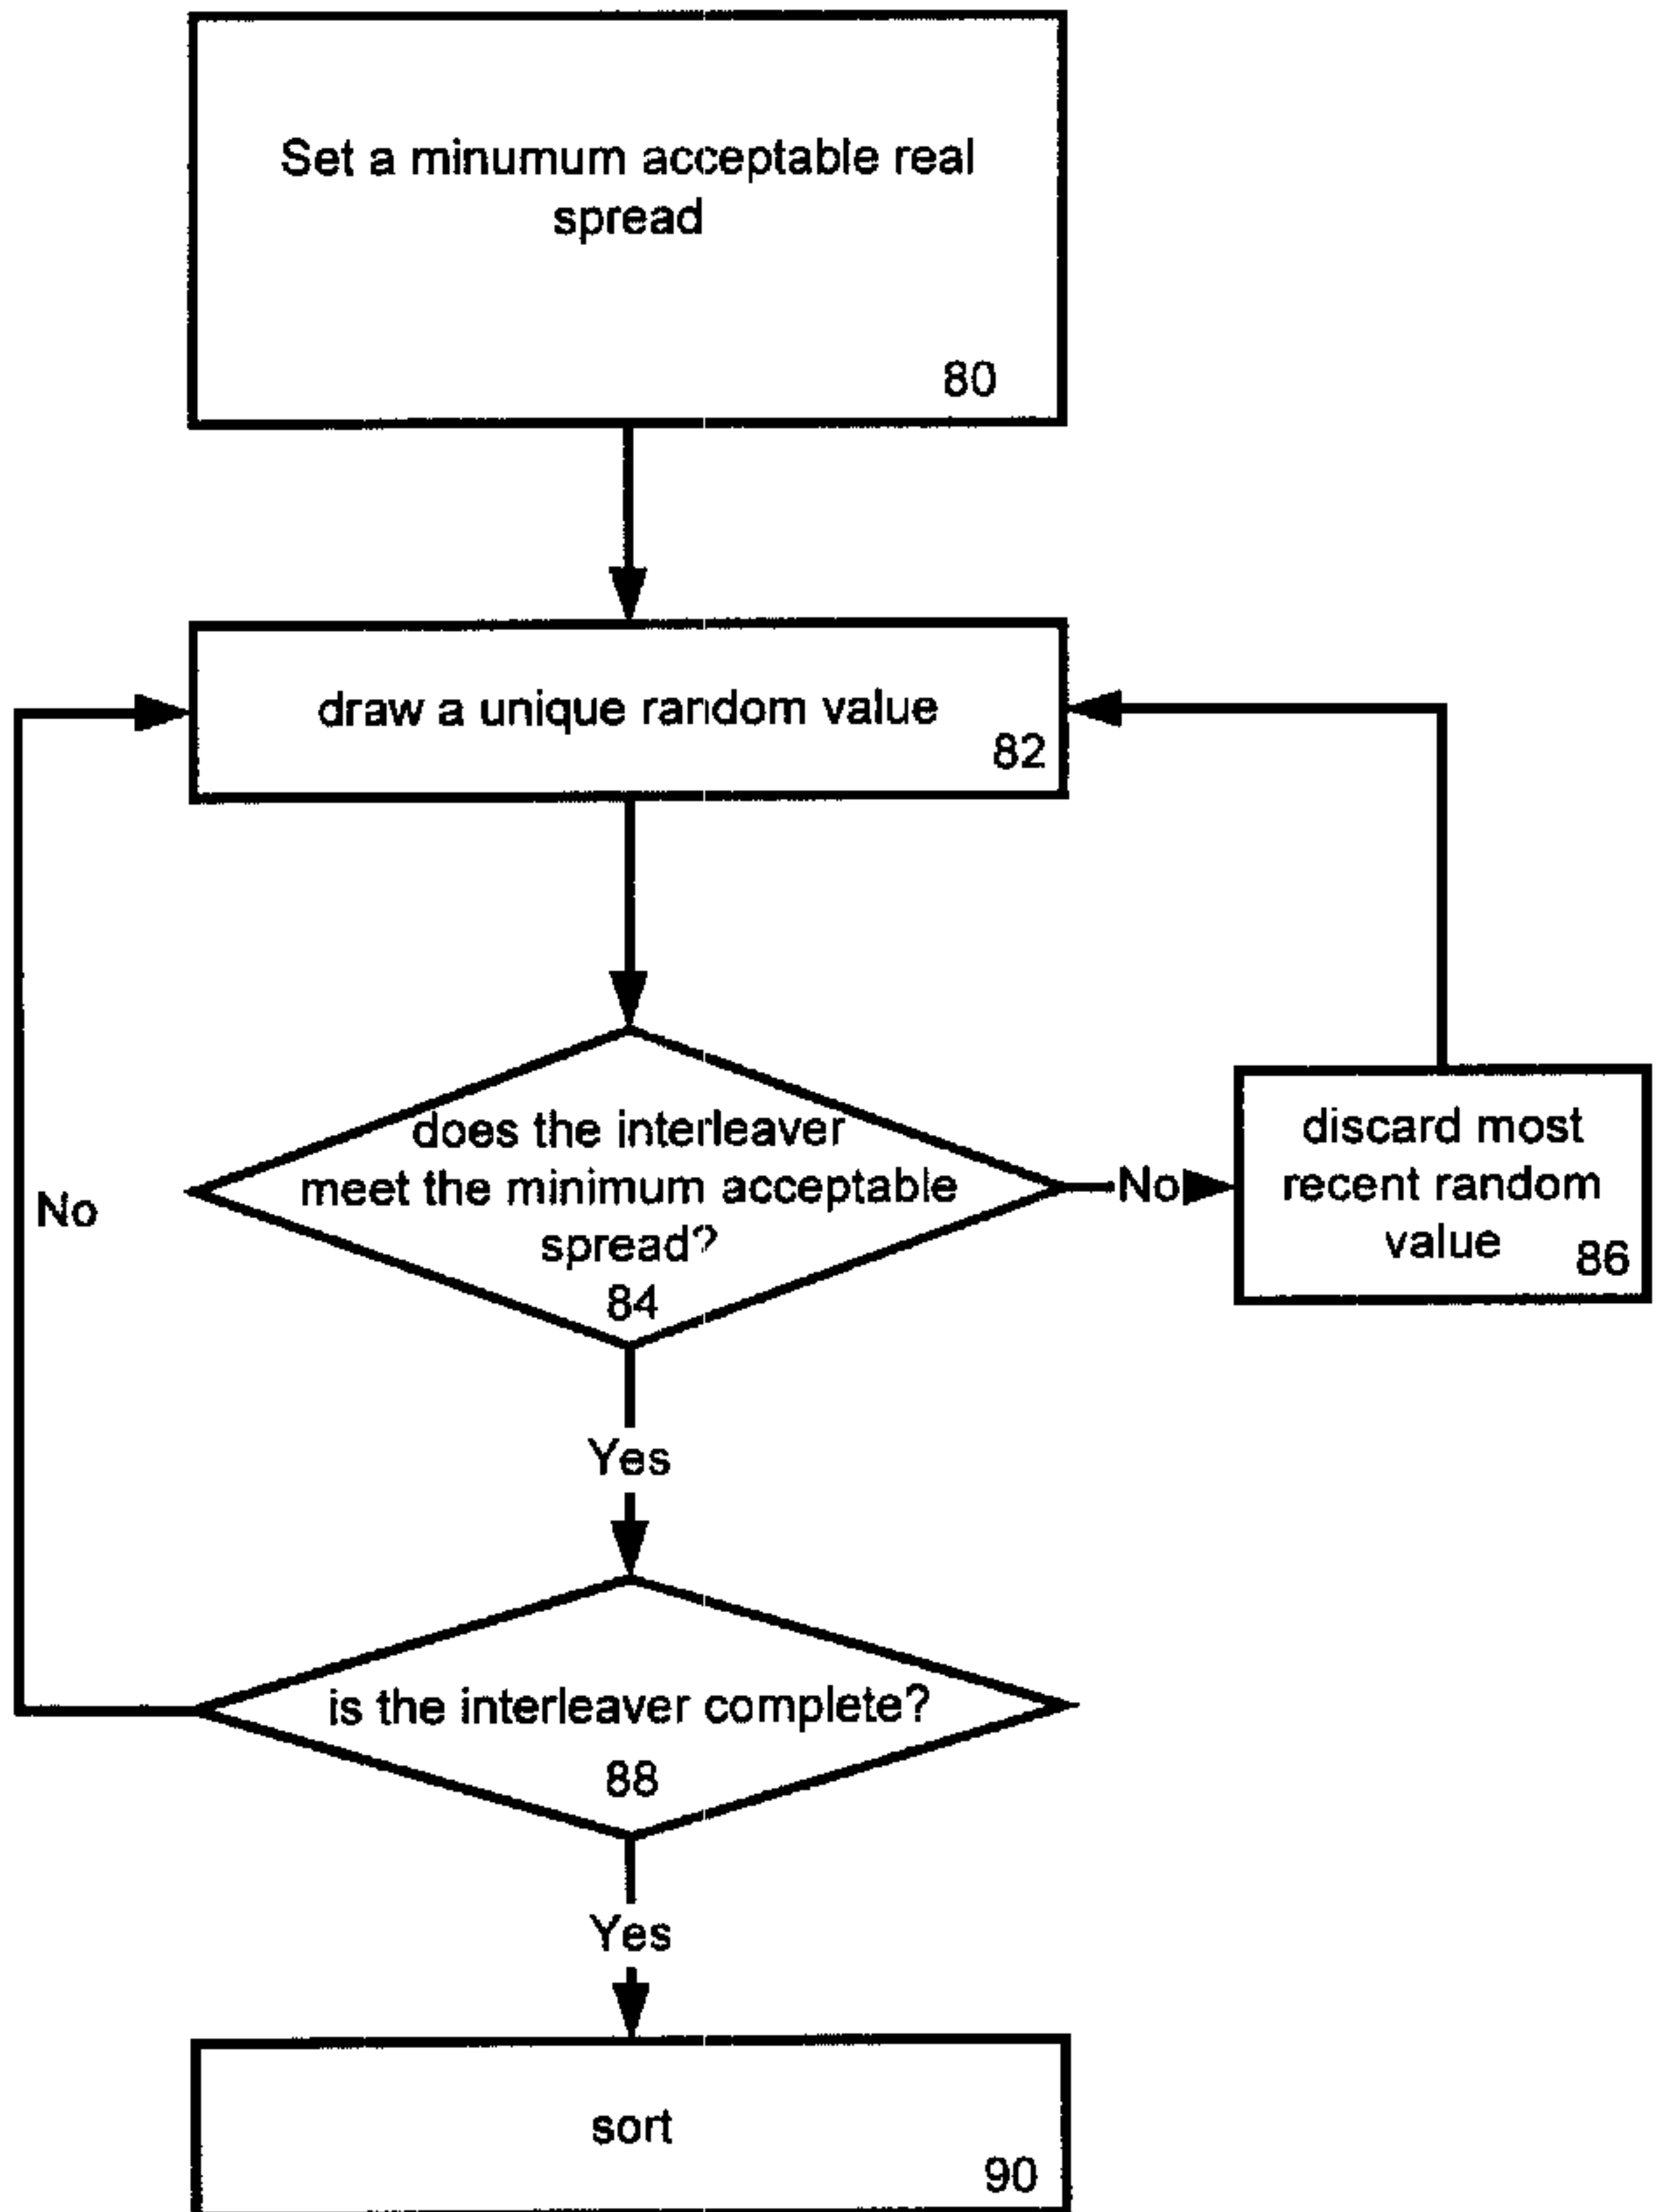 Set a minumum acceptable real
spread
80
draw a unique random value
82
does the interleaver
meet the minimum acceptable
spread?
84
No
discard most
recent random
value
86
No
Yes
is the interleaver complete?
88
Yes
sort
90